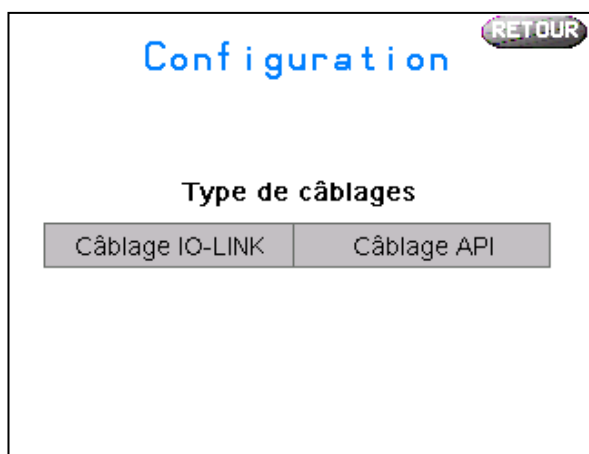 RETOUR
Configuration
Type de câblages
Câblage IO-LINK
Câblage API